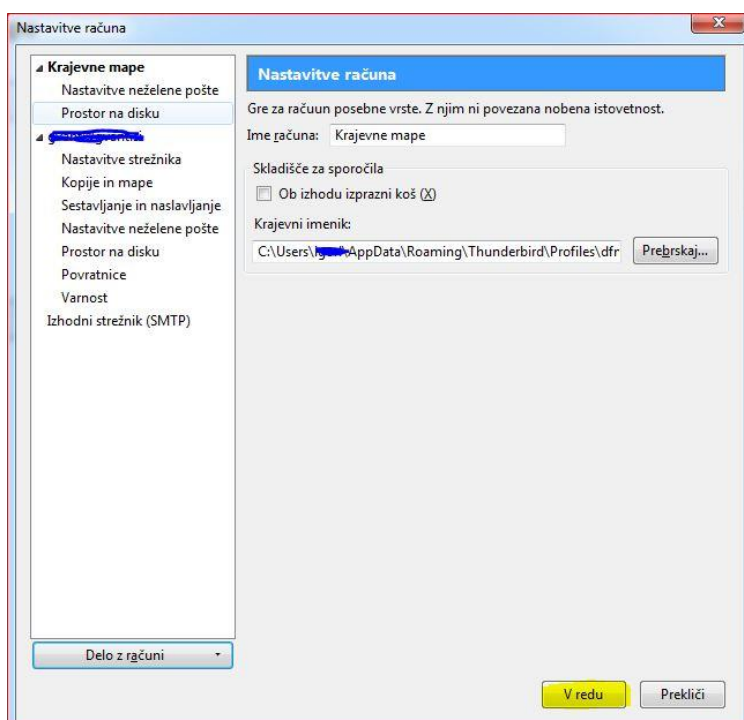 Nastavitve računa
Krajevne mape
Nastavitve neželene pošte
Prostor na disku
Nastavitve strežnika
Kopije in mape
Sestavljanje in naslavljanje
Nastavitve neželene pošte
Prostor na disku
Povratnice
Varnost
Izhodni strežnik (SMTP)
Delo z računi
Nastavitve računa
Gre za račuun posebne vrste. Z njim ni povezana nobena istovetnost.
Ime računa: Krajevne mape
Skladišče za sporočila
Ob izhodu izprazni koš (X)
Krajevni imenik:
C:\Users\ \AppData\Roaming\Thunderbird\Profiles\dfr Prebrskaj...
V redu Prekliči